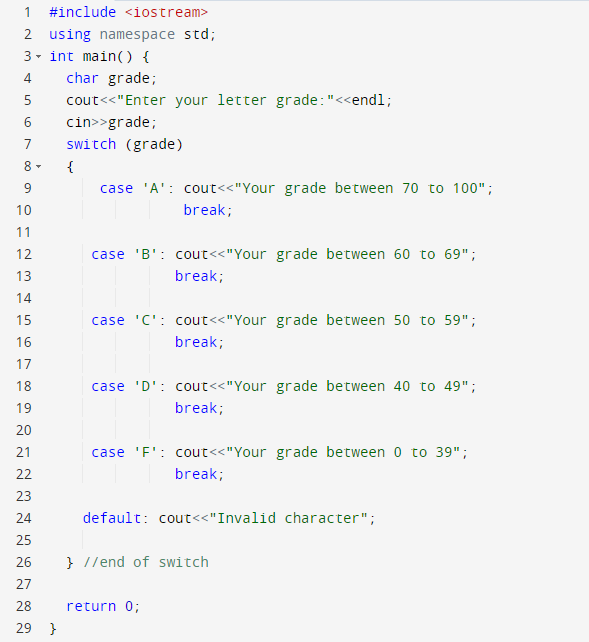 1 #include <iostream>
2 using namespace std;
3 int main() {
4 char grade;
5 cout<<"Enter your letter grade:"<<endl;
6 cin>>grade;
7 switch (grade)
8 {
9 case 'A': cout<<"Your grade between 70 to 100";
10 break;
11
12 case 'B': cout<<"Your grade between 60 to 69";
13 break;
14
15 case 'C': cout<<"Your grade between 50 to 59";
16 break;
17
18 case 'D': cout<<"Your grade between 40 to 49";
19 break;
20
21 case 'F': cout<<"Your grade between 0 to 39";
22 break;
23
24 default: cout<<"Invalid character";
25
26 } //end of switch
27
28 return 0;
29 }